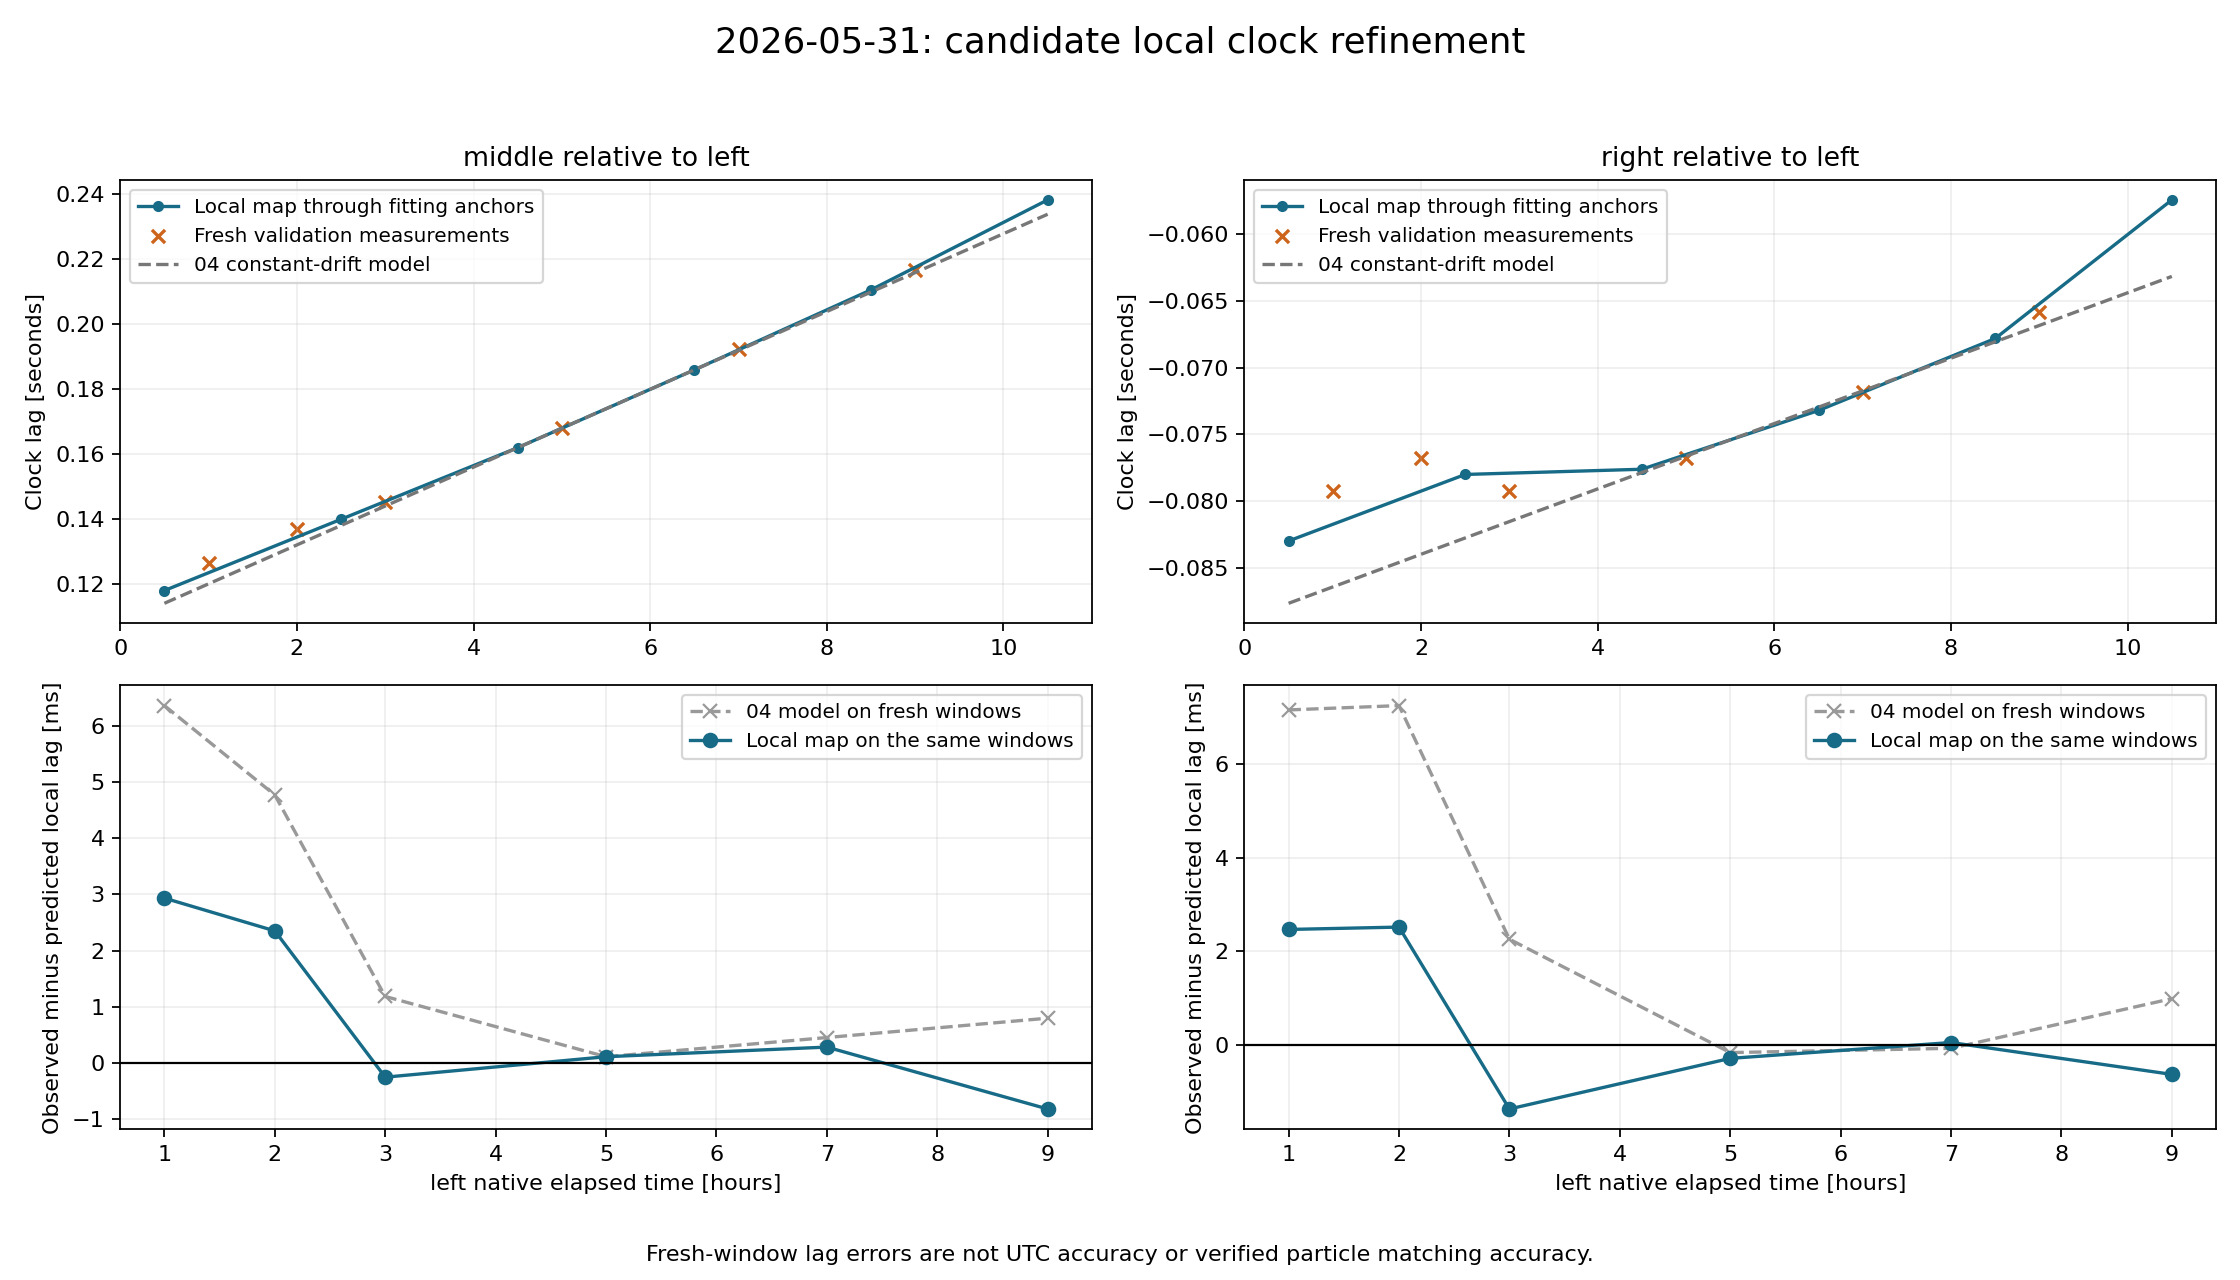 2026-05-31: candidate local clock refinement
middle relative to left
Clock lag [seconds]
0.24
0.22
0.20
0.18
0.16
0.14
0.12
Local map through fitting anchors
Fresh validation measurements
04 constant-drift model
0
2
4
6
8
10
right relative to left
Clock lag [seconds]
−0.060
−0.065
−0.070
−0.075
−0.080
−0.085
Local map through fitting anchors
Fresh validation measurements
04 constant-drift model
0
2
4
6
8
10
Observed minus predicted local lag [ms]
6
5
4
3
2
1
0
−1
04 model on fresh windows
Local map on the same windows
1
2
3
4
5
6
7
8
9
left native elapsed time [hours]
Observed minus predicted local lag [ms]
6
4
2
0
04 model on fresh windows
Local map on the same windows
1
2
3
4
5
6
7
8
9
left native elapsed time [hours]
Fresh-window lag errors are not UTC accuracy or verified particle matching accuracy.